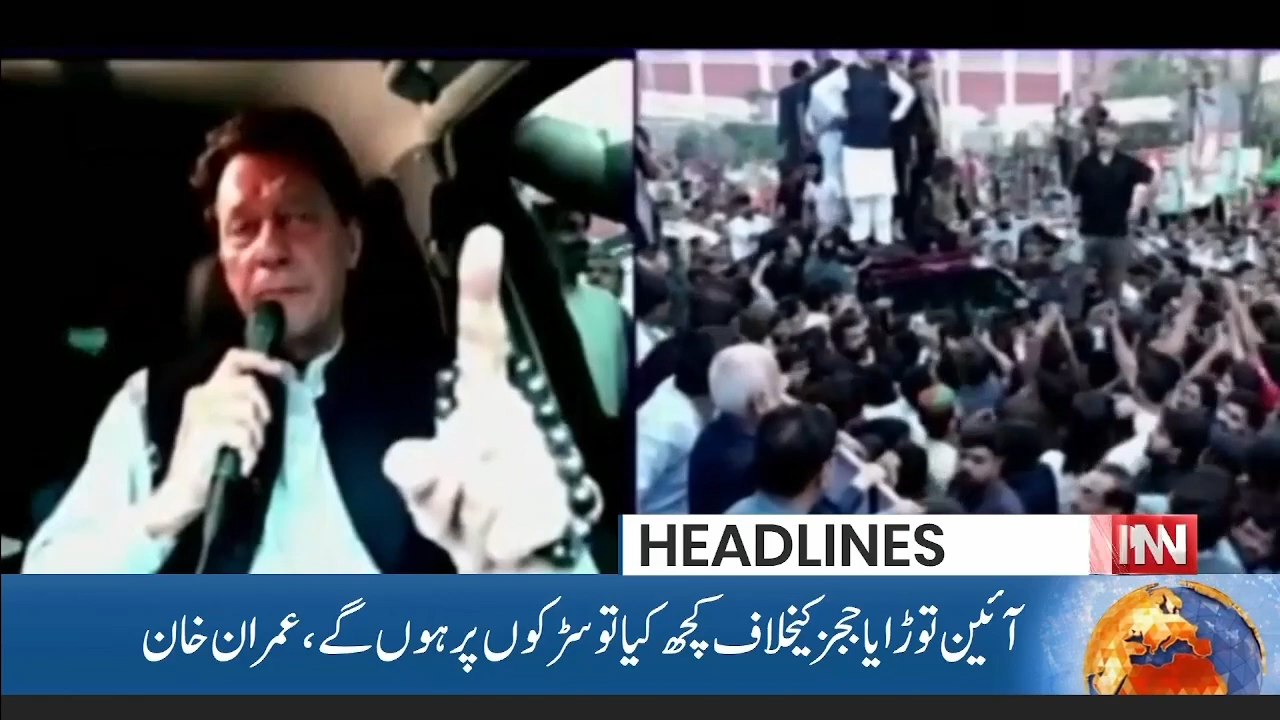 HEADLINES
INN
آئین توڑا یا ججز کیخلاف کچھ کیا تو سڑکوں پر ہوں گے، عمران خان